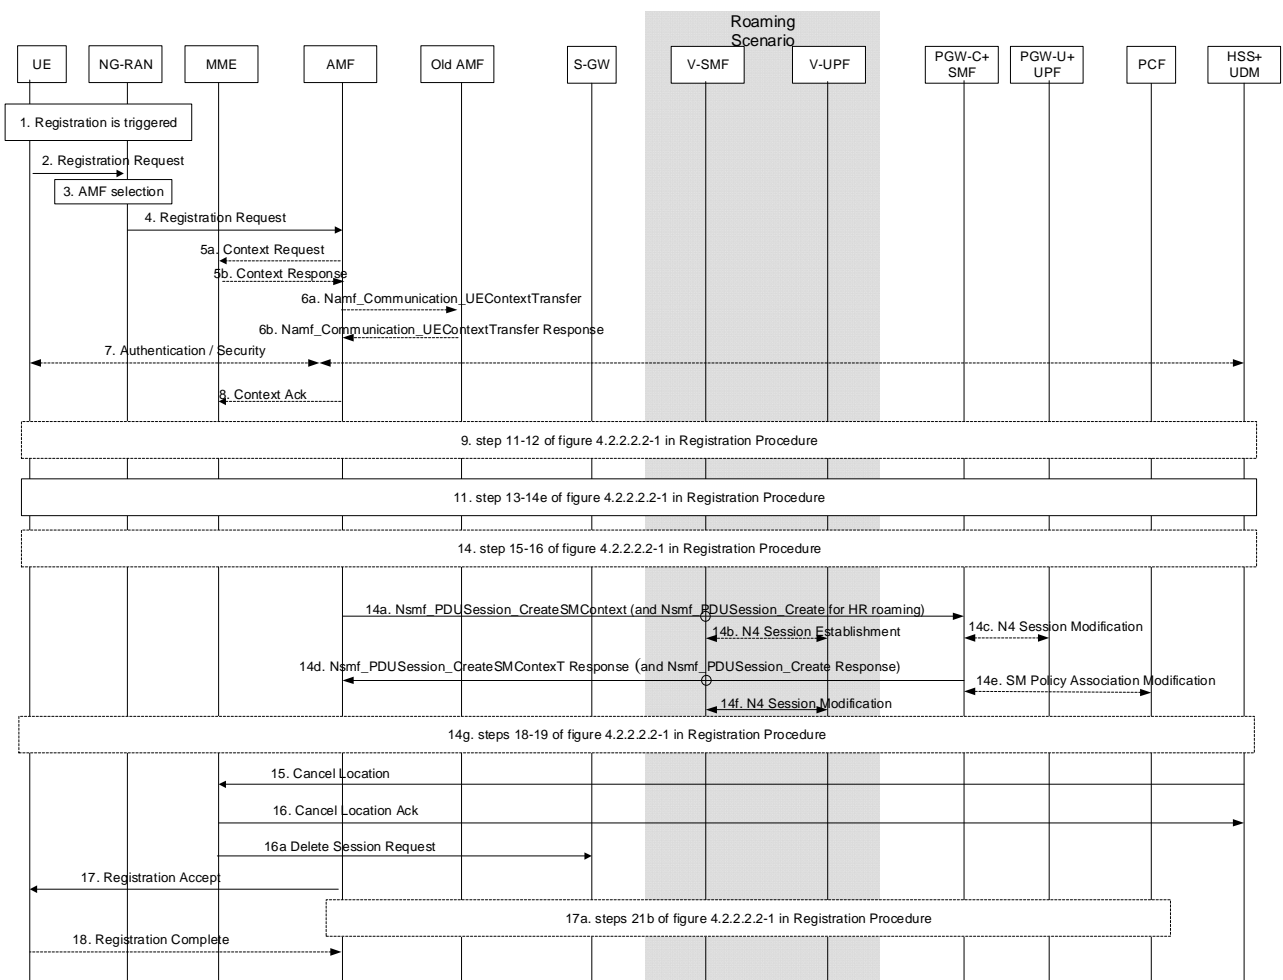 Roaming
Scenario
UE
NG-RAN
MME
AMF
Old AMF
S-GW
V-SMF
V-UPF
PGW-C+
SMF
PGW-U+
UPF
PCF
HSS+
UDM
1. Registration is triggered
2. Registration Request
3. AMF selection
4. Registration Request
5a. Context Request
5b. Context Response
6a. Namf_Communication_UEContextTransfer
6b. Namf_Communication_UEContextTransfer Response
7. Authentication / Security
8. Context Ack
9. step 11-12 of figure 4.2.2.2.2-1 in Registration Procedure
11. step 13-14e of figure 4.2.2.2.2-1 in Registration Procedure
14. step 15-16 of figure 4.2.2.2.2-1 in Registration Procedure
14a. Nsmf_PDUSession_CreateSMContext (and Nsmf_PDUSession_Create for HR roaming)
14b. N4 Session Establishment
14c. N4 Session Modification
14d. Nsmf_PDUSession_CreateSMContexT Response (and Nsmf_PDUSession_Create Response)
14e. SM Policy Association Modification
14f. N4 Session Modification
14g. steps 18-19 of figure 4.2.2.2.2-1 in Registration Procedure
15. Cancel Location
16. Cancel Location Ack
16a Delete Session Request
17. Registration Accept
17a. steps 21b of figure 4.2.2.2.2-1 in Registration Procedure
18. Registration Complete